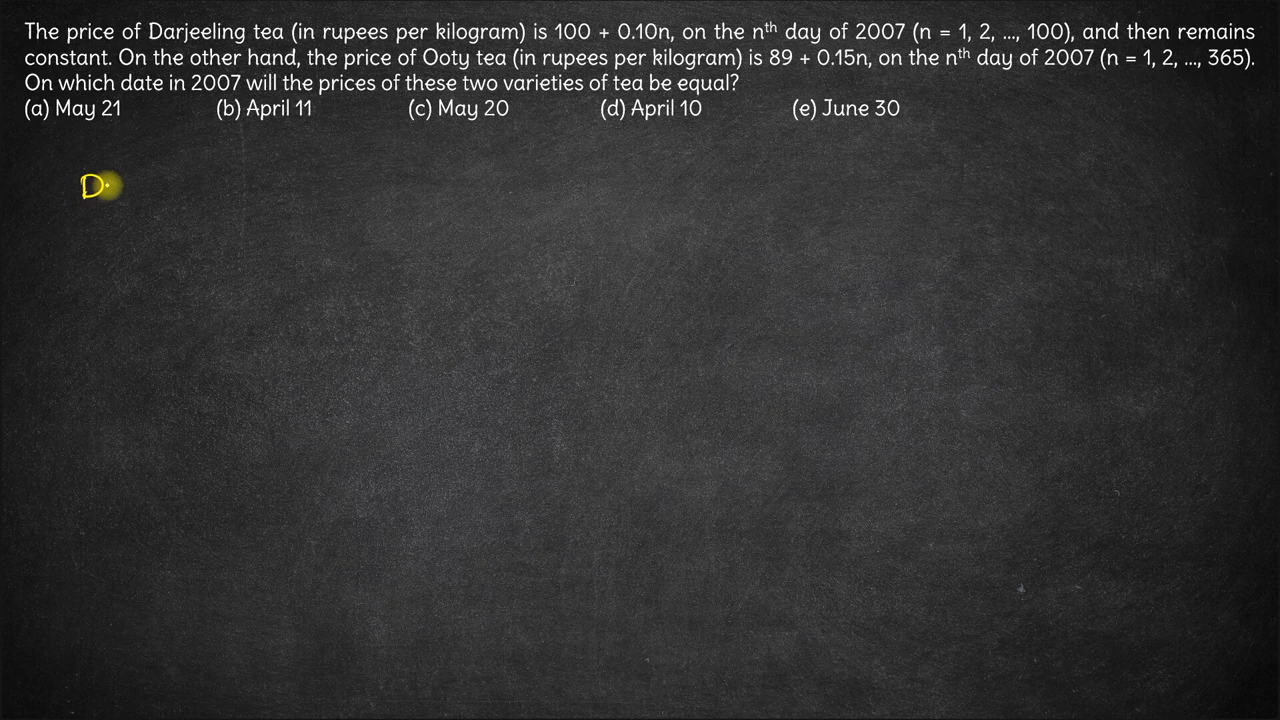 The price of Darjeeling tea (in rupees per kilogram) is 100 + 0.10n, on the nᵗʰ day of 2007 (n = 1, 2, ..., 100), and then remains
constant. On the other hand, the price of Ooty tea (in rupees per kilogram) is 89 + 0.15n, on the nᵗʰ day of 2007 (n = 1, 2, ..., 365).
On which date in 2007 will the prices of these two varieties of tea be equal?
(a) May 21 (b) April 11 (c) May 20 (d) April 10 (e) June 30
D